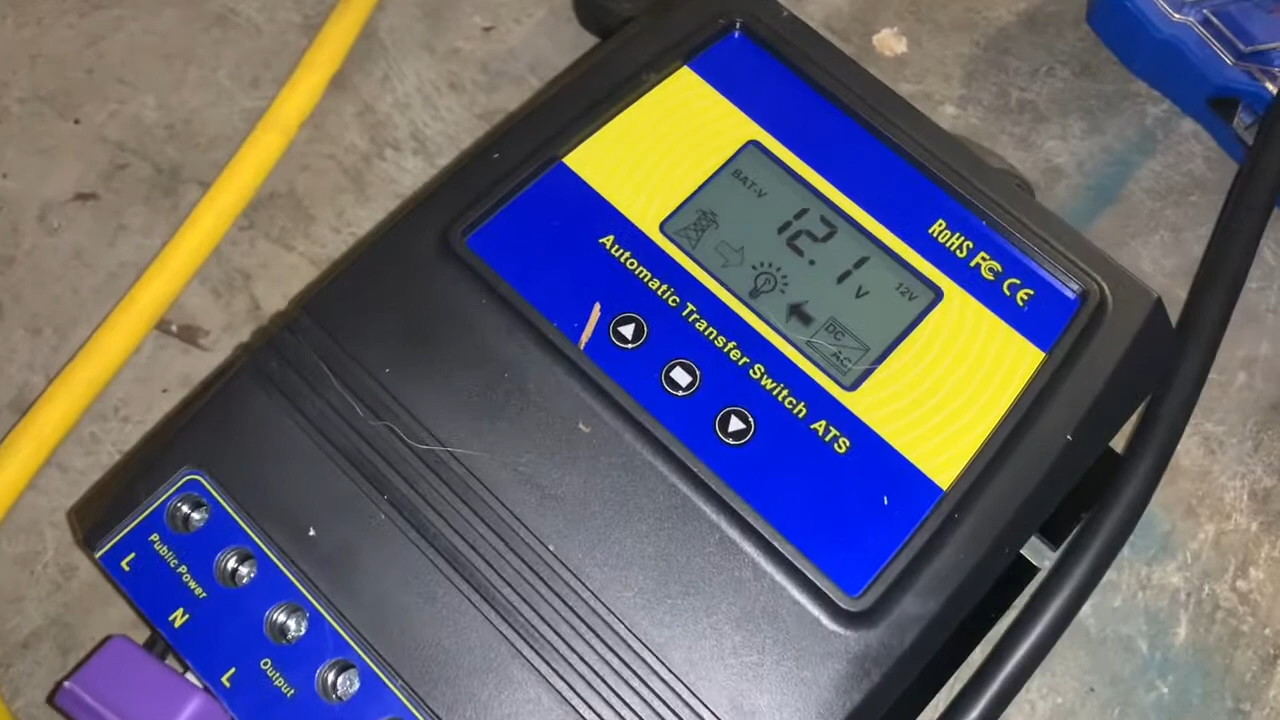 RoHS FC CE
BAT-V
12.1 V
12V
DC
AC
Automatic Transfer Switch ATS
Public Power
L
N
Output
L